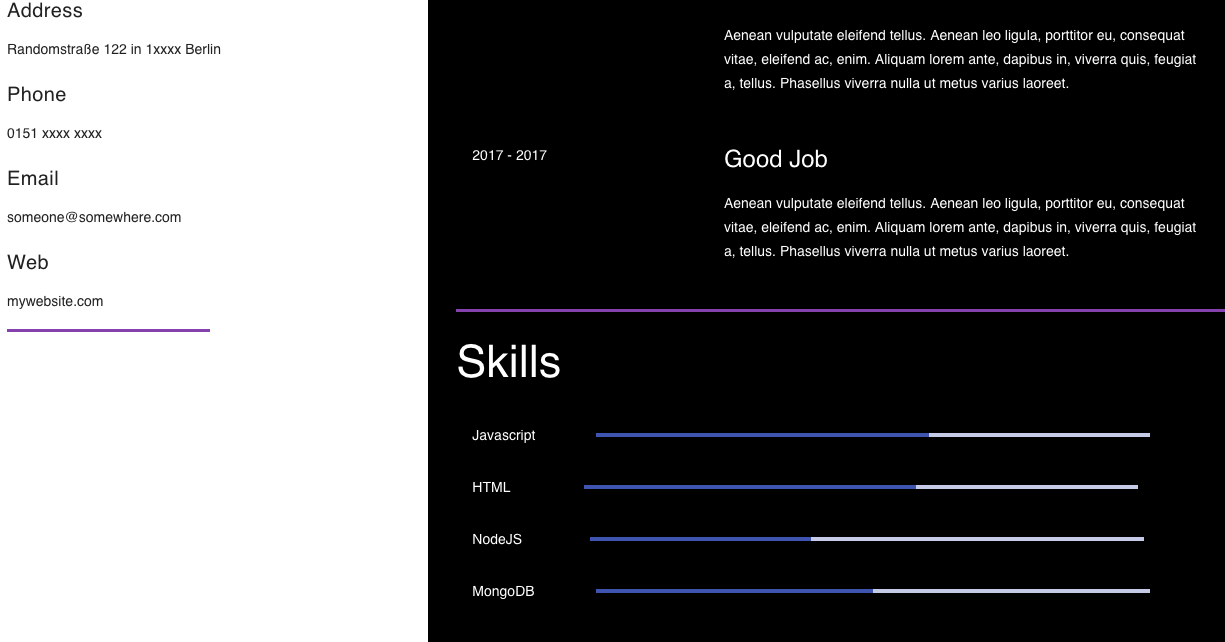 Address
Randomstraße 122 in 1xxxx Berlin
Phone
0151 xxxx xxxx
Email
someone@somewhere.com
Web
mywebsite.com
Aenean vulputate eleifend tellus. Aenean leo ligula, porttitor eu, consequat
vitae, eleifend ac, enim. Aliquam lorem ante, dapibus in, viverra quis, feugiat
a, tellus. Phasellus viverra nulla ut metus varius laoreet.
2017 - 2017
Good Job
Aenean vulputate eleifend tellus. Aenean leo ligula, porttitor eu, consequat
vitae, eleifend ac, enim. Aliquam lorem ante, dapibus in, viverra quis, feugiat
a, tellus. Phasellus viverra nulla ut metus varius laoreet.
Skills
Javascript
HTML
NodeJS
MongoDB